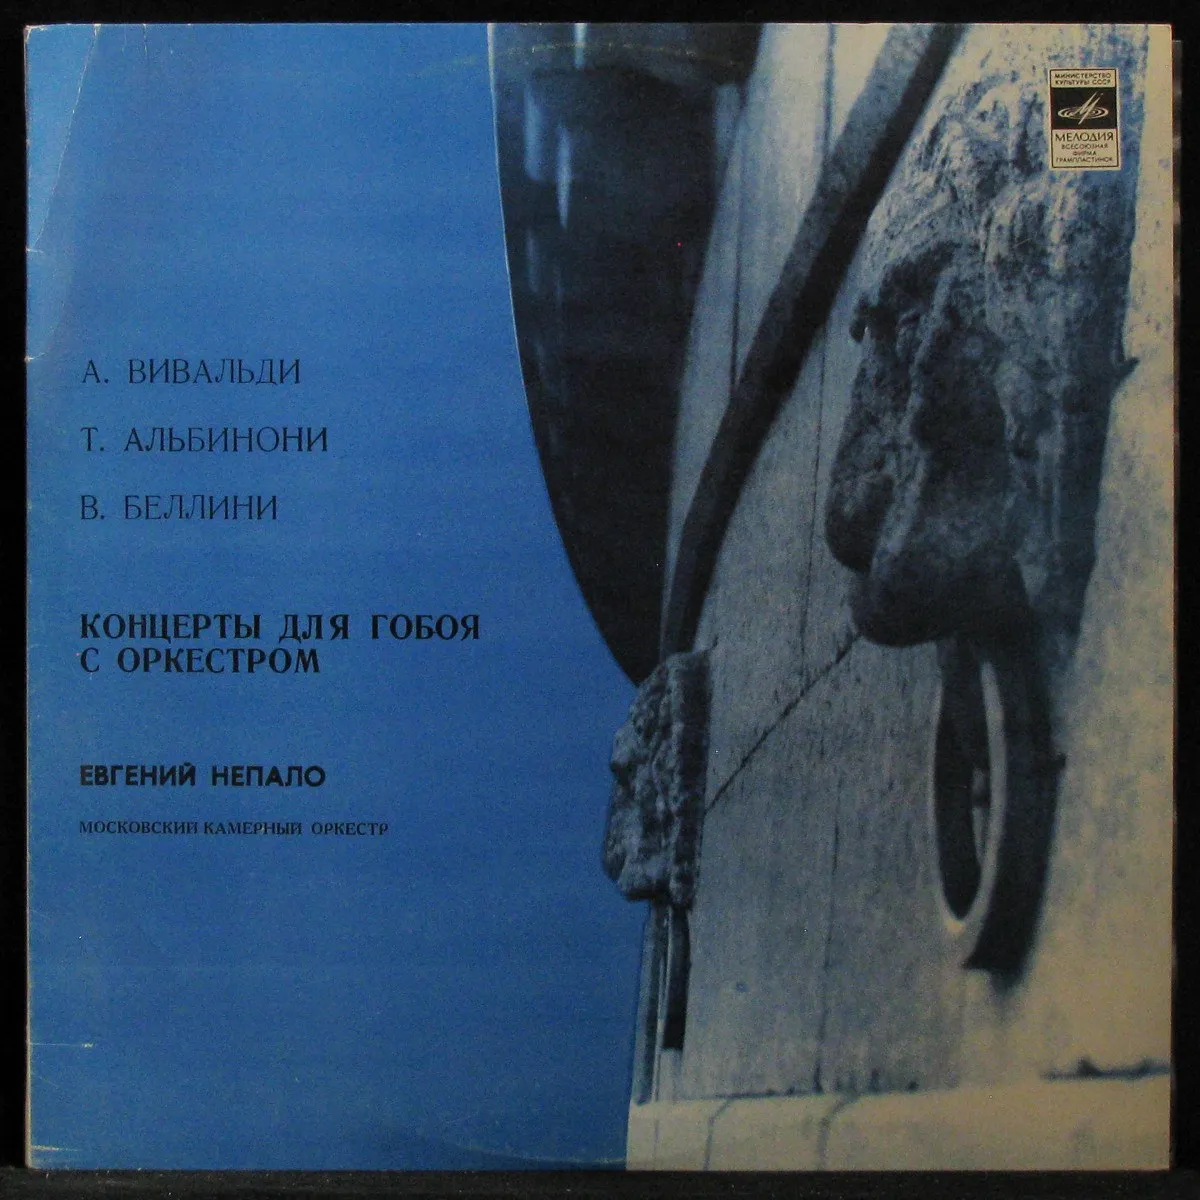 МИНИСТЕРСТВО
КУЛЬТУРЫ СССР
МЕЛОДИЯ
ВСЕСОЮЗНАЯ
ФИРМА
ГРАМПЛАСТИНОК
А. ВИВАЛЬДИ
Т. АЛЬБИНОНИ
В. БЕЛЛИНИ
КОНЦЕРТЫ ДЛЯ ГОБОЯ
С ОРКЕСТРОМ
ЕВГЕНИЙ НЕПАЛО
МОСКОВСКИЙ КАМЕРНЫЙ ОРКЕСТР